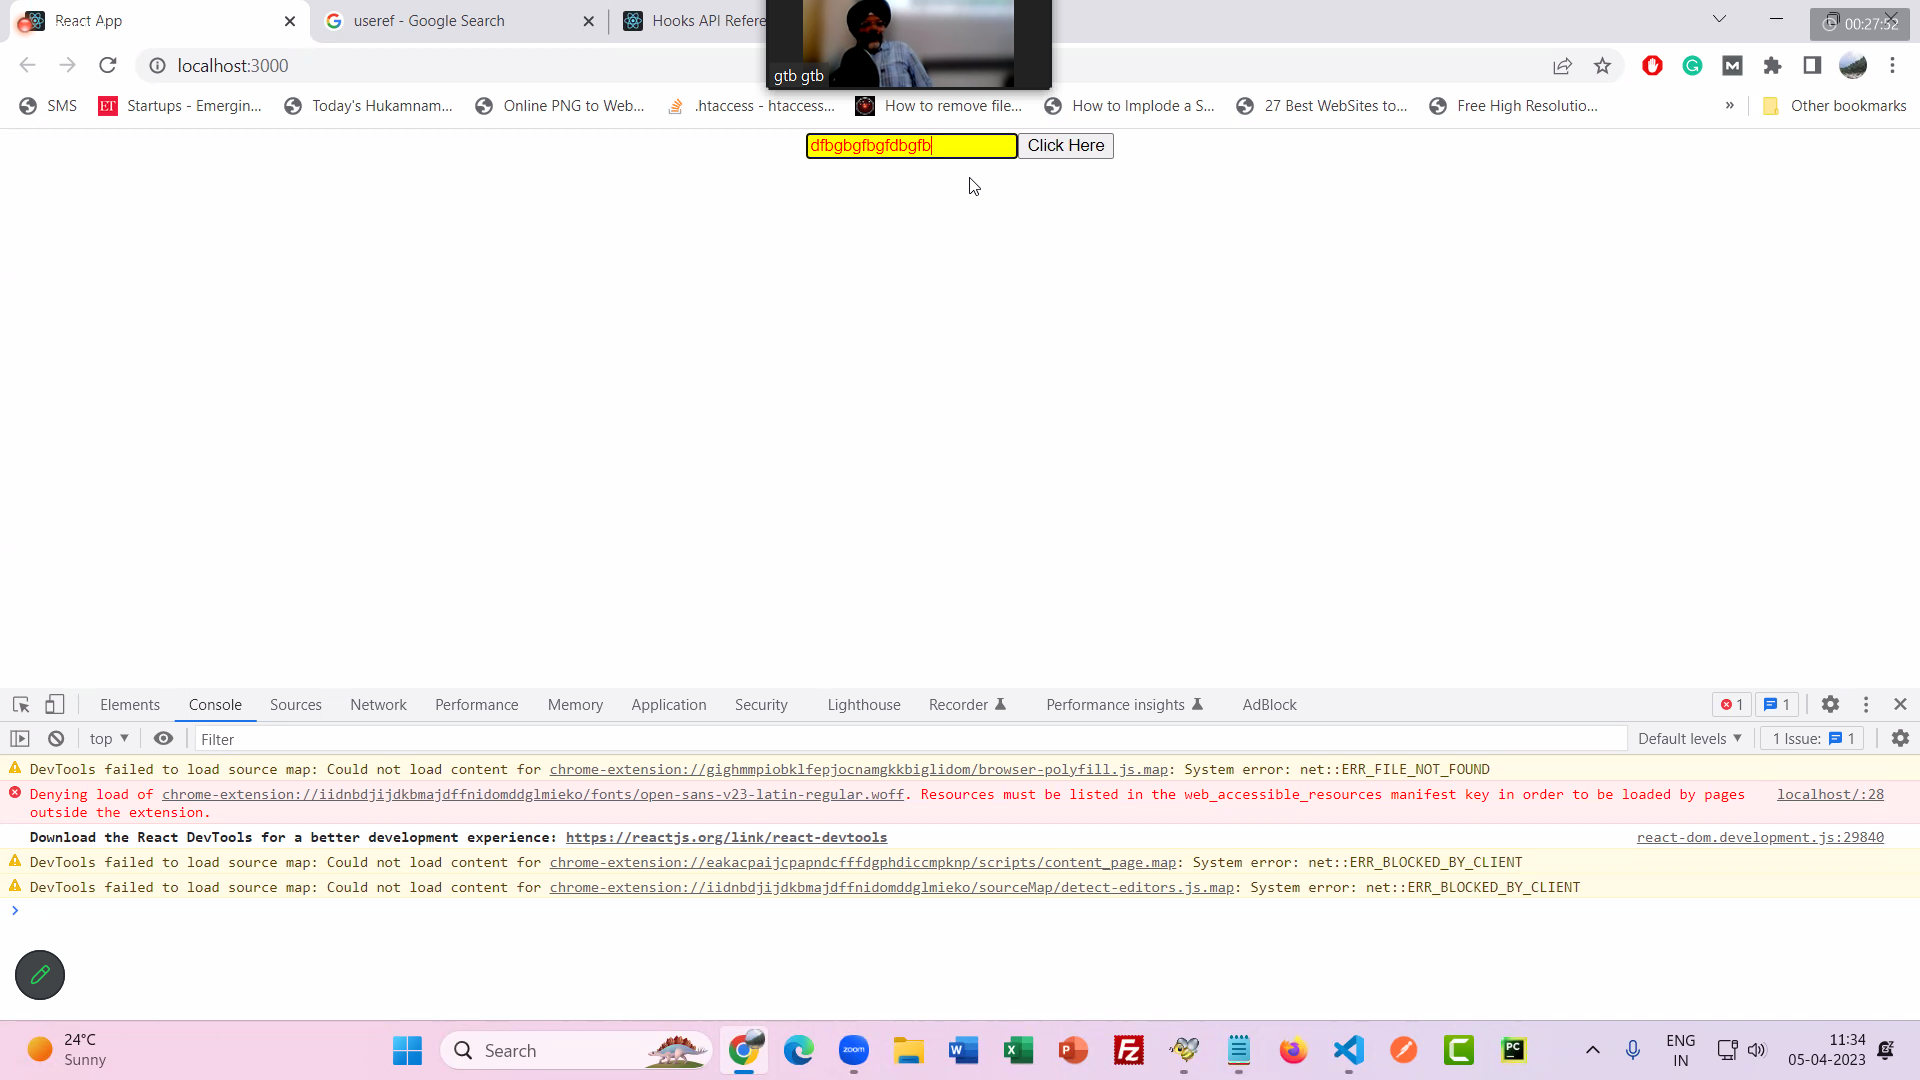 React App
useref - Google Search
Hooks API Refere
00:27:52
localhost:3000
gtb gtb
SMS
Startups - Emergin...
Today's Hukamnam...
Online PNG to Web...
.htaccess - htaccess...
How to remove file...
How to Implode a S...
27 Best WebSites to...
Free High Resolutio...
»
Other bookmarks
dfbgbgfbgfdbgfb
Click Here
Elements
Console
Sources
Network
Performance
Memory
Application
Security
Lighthouse
Recorder
Performance insights
AdBlock
1
1
top
Filter
Default levels
1 Issue: 1
DevTools failed to load source map: Could not load content for chrome-extension://gighmmpiobklfepjocnamgkkbiglidom/browser-polyfill.js.map: System error: net::ERR_FILE_NOT_FOUND
Denying load of chrome-extension://iidnbdjijdkbmajdffnidomddglmieko/fonts/open-sans-v23-latin-regular.woff. Resources must be listed in the web_accessible_resources manifest key in order to be loaded by pages
localhost/:28
outside the extension.
Download the React DevTools for a better development experience: https://reactjs.org/link/react-devtools
react-dom.development.js:29840
DevTools failed to load source map: Could not load content for chrome-extension://eakacpaijcpapndcfffdgphdiccmpknp/scripts/content_page.map: System error: net::ERR_BLOCKED_BY_CLIENT
DevTools failed to load source map: Could not load content for chrome-extension://iidnbdjijdkbmajdffnidomddglmieko/sourceMap/detect-editors.js.map: System error: net::ERR_BLOCKED_BY_CLIENT
24°C
Sunny
Search
zoom
ENG
IN
11:34
05-04-2023